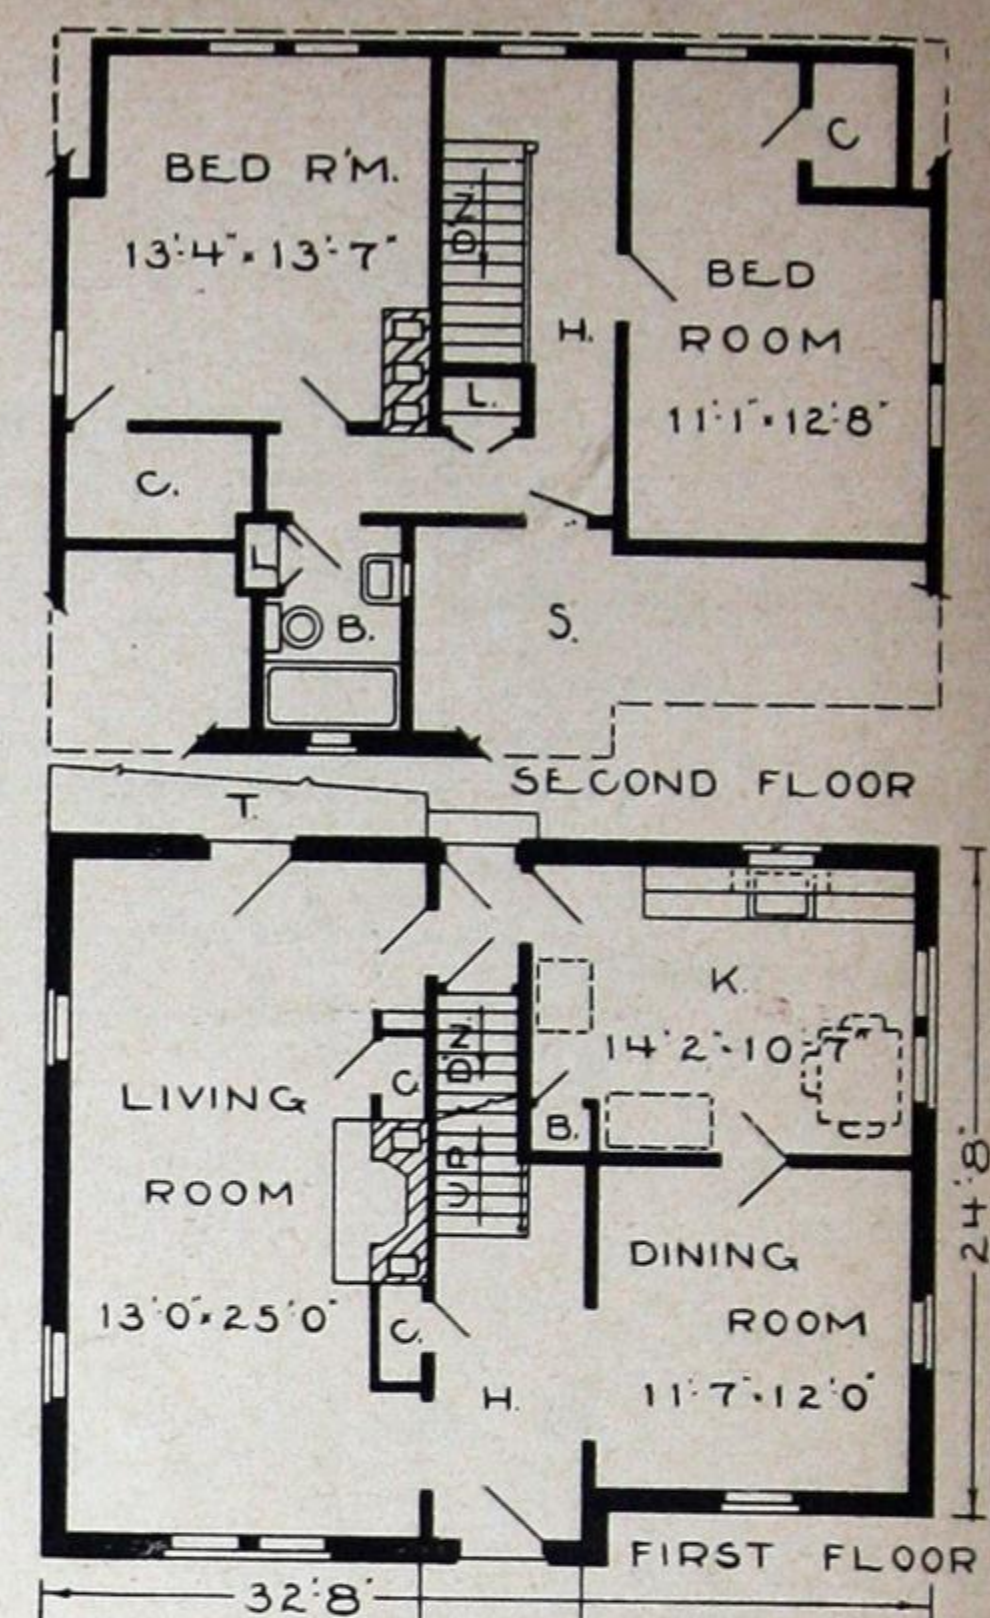 BED R'M.
13'-4" x 13'-7"
DN
H.
L.
C
BED
ROOM
11'-1" x 12'-8"
C.
L
B.
S.
SECOND FLOOR
T.
K.
14'2" x 10'-7"
LIVING
ROOM
13'0" x 25'0"
C.
DN
UP
B.
C.
H.
DINING
ROOM
11'-7" x 12'0"
24'-8"
FIRST FLOOR
32'-8"